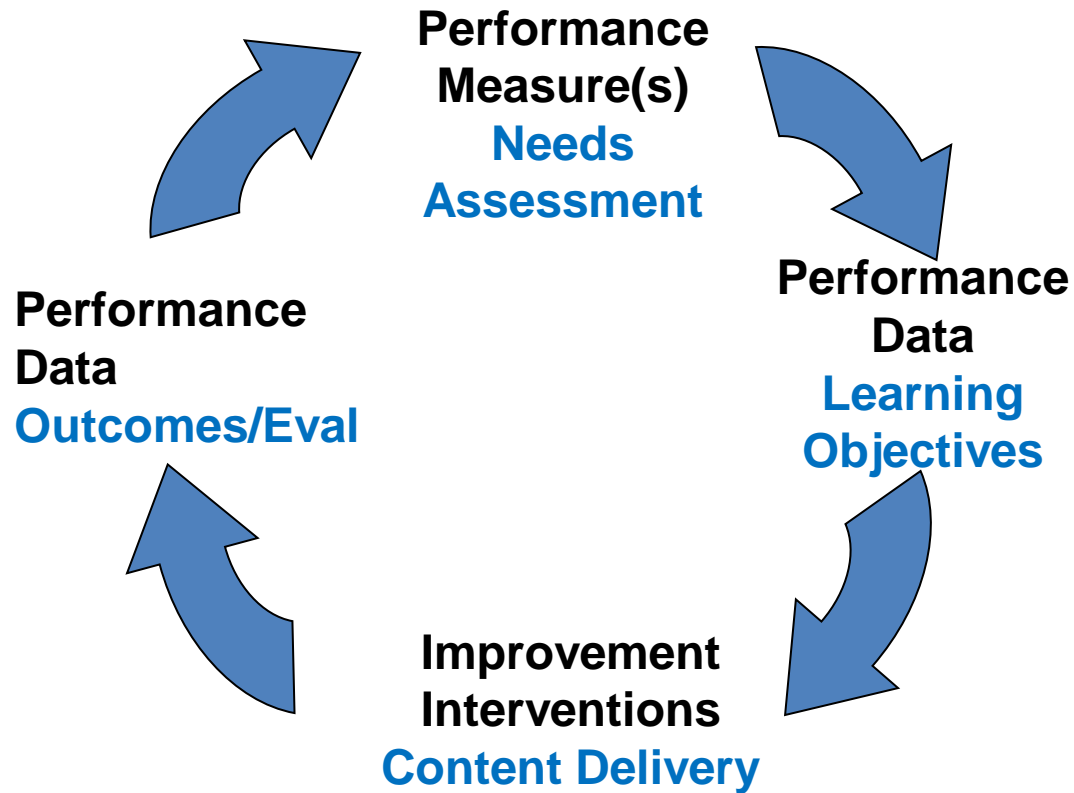 Performance
Measure(s)
Needs
Assessment
Performance
Data
Learning
Objectives
Improvement
Interventions
Content Delivery
Performance
Data
Outcomes/Eval